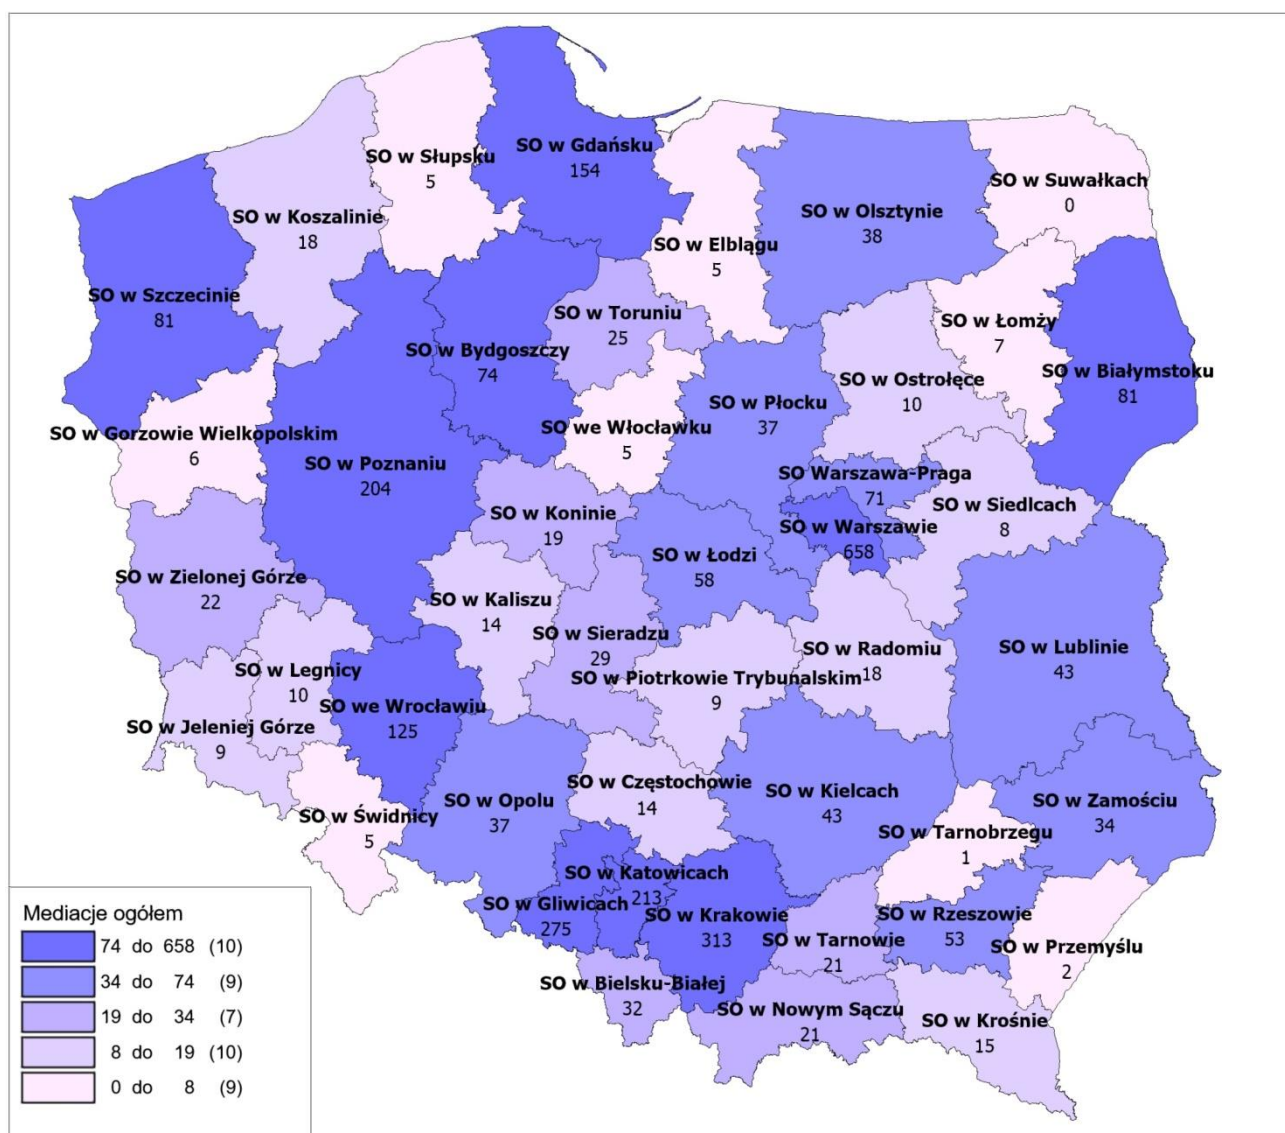 SO w Gdańsku
154
SO w Słupsku
5
SO w Suwałkach
0
SO w Koszalinie
18
SO w Olsztynie
38
SO w Elblągu
5
SO w Szczecinie
81
SO w Toruniu
25
SO w Łomży
7
SO w Bydgoszczy
74
SO w Białymstoku
81
SO w Ostrołęce
10
SO w Płocku
37
SO w Gorzowie Wielkopolskim
6
SO we Włocławku
5
SO w Poznaniu
204
SO Warszawa-Praga
71
SO w Siedlcach
8
SO w Koninie
19
SO w Warszawie
658
SO w Łodzi
58
SO w Zielonej Górze
22
SO w Kaliszu
14
SO w Sieradzu
29
SO w Radomiu
18
SO w Lublinie
43
SO w Legnicy
10
SO w Piotrkowie Trybunalskim
9
SO we Wrocławiu
125
SO w Jeleniej Górze
9
SO w Częstochowie
14
SO w Kielcach
43
SO w Opolu
37
SO w Zamościu
34
SO w Świdnicy
5
SO w Tarnobrzegu
1
SO w Katowicach
213
SO w Gliwicach
275
SO w Krakowie
313
SO w Rzeszowie
53
SO w Tarnowie
21
SO w Przemyślu
2
SO w Bielsku-Białej
32
SO w Nowym Sączu
21
SO w Krośnie
15
Mediacje ogółem
74 do 658 (10)
34 do 74 (9)
19 do 34 (7)
8 do 19 (10)
0 do 8 (9)